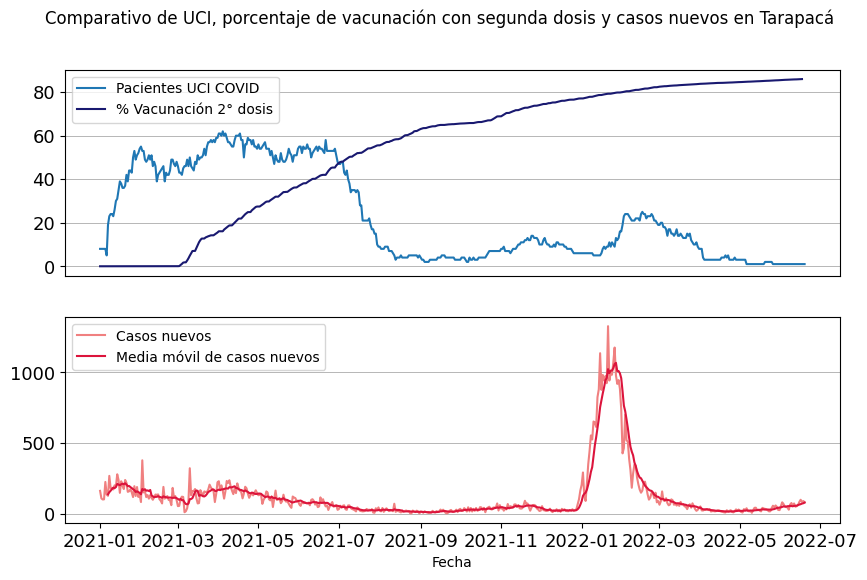 Comparativo de UCI, porcentaje de vacunación con segunda dosis y casos nuevos en Tarapacá
Pacientes UCI COVID
% Vacunación 2° dosis
80
60
40
20
0
Casos nuevos
Media móvil de casos nuevos
1000
500
0
2021-01 2021-03 2021-05 2021-07 2021-09 2021-11 2022-01 2022-03 2022-05 2022-07
Fecha